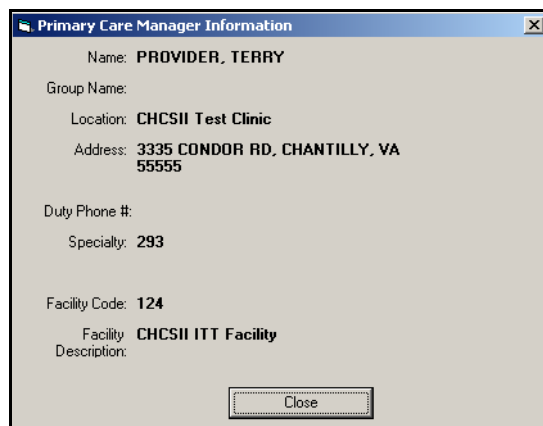 Primary Care Manager Information
Name: PROVIDER, TERRY
Group Name:
Location: CHCSII Test Clinic
Address: 3335 CONDOR RD, CHANTILLY, VA
55555
Duty Phone #:
Specialty: 293
Facility Code: 124
Facility CHCSII ITT Facility
Description:
Close